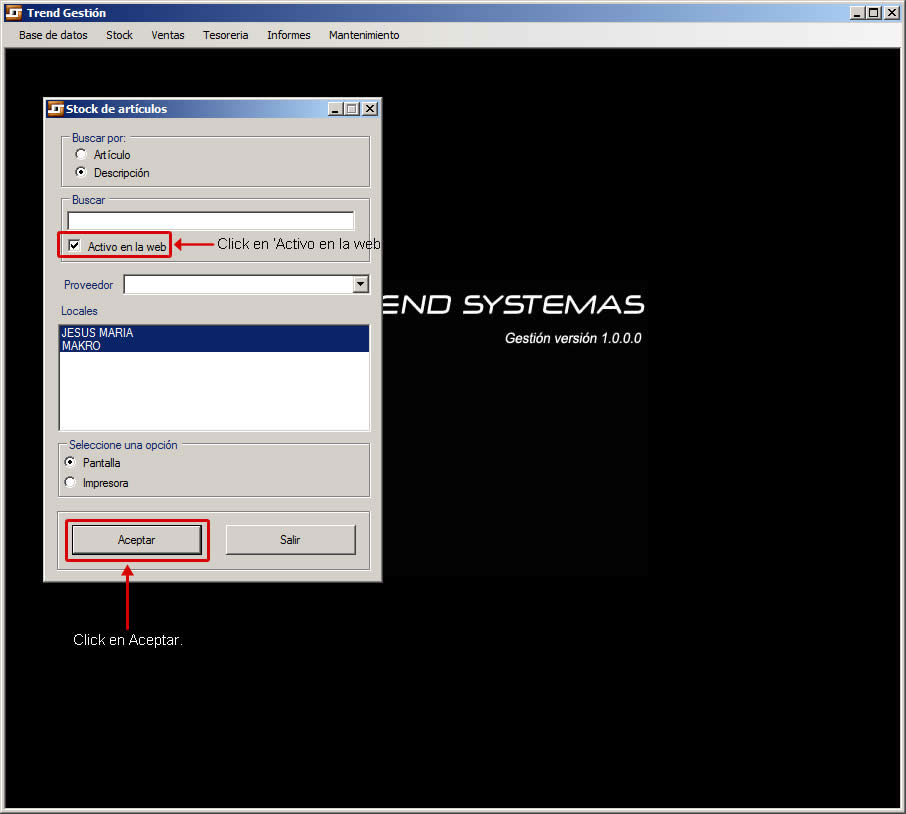 Trend Gestión
Base de datos Stock Ventas Tesoreria Informes Mantenimiento
Stock de artículos
Buscar por:
Artículo
Descripción
Buscar
Activo en la web
Click en 'Activo en la web
Proveedor
END SYSTEMAS
Locales
JESUS MARIA
Gestión versión 1.0.0.0
MAKRO
Seleccione una opción
Pantalla
Impresora
Aceptar Salir
Click en Aceptar.